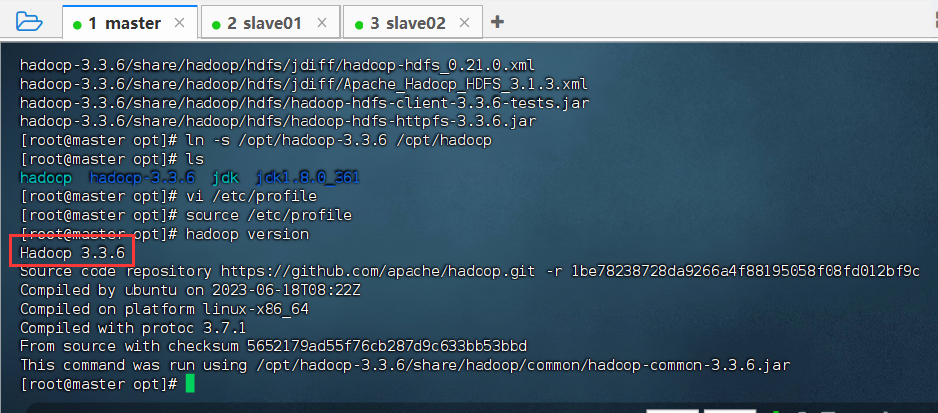 1 master × 2 slave01 × 3 slave02 × +
hadoop-3.3.6/share/hadoop/hdfs/jdiff/hadoop-hdfs_0.21.0.xml
hadoop-3.3.6/share/hadoop/hdfs/jdiff/Apache_Hadoop_HDFS_3.1.3.xml
hadoop-3.3.6/share/hadoop/hdfs/hadoop-hdfs-client-3.3.6-tests.jar
hadoop-3.3.6/share/hadoop/hdfs/hadoop-hdfs-httpfs-3.3.6.jar
[root@master opt]# ln -s /opt/hadoop-3.3.6 /opt/hadoop
[root@master opt]# ls
hadoop hadoop-3.3.6 jdk jdk1.8.0_361
[root@master opt]# vi /etc/profile
[root@master opt]# source /etc/profile
[root@master opt]# hadoop version
Hadoop 3.3.6
Source code repository https://github.com/apache/hadoop.git -r 1be78238728da9266a4f88195058f08fd012bf9c
Compiled by ubuntu on 2023-06-18T08:22Z
Compiled on platform linux-x86_64
Compiled with protoc 3.7.1
From source with checksum 5652179ad55f76cb287d9c633bb53bbd
This command was run using /opt/hadoop-3.3.6/share/hadoop/common/hadoop-common-3.3.6.jar
[root@master opt]#